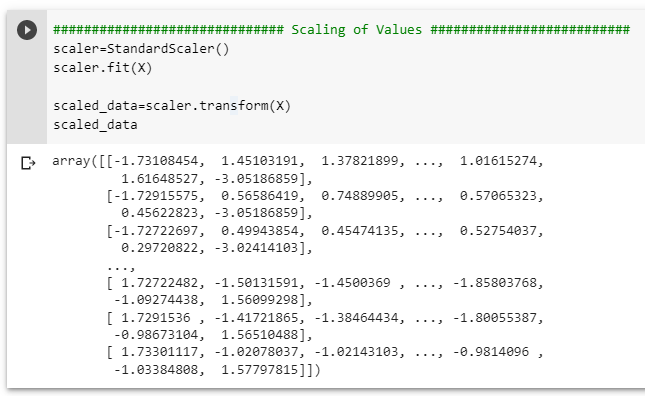 ############################## Scaling of Values ##########################
scaler=StandardScaler()
scaler.fit(X)
scaled_data=scaler.transform(X)
scaled_data
array([[-1.73108454,  1.45103191,  1.37821899, ...,  1.01615274,
         1.61648527, -3.05186859],
       [-1.72915575,  0.56586419,  0.74889905, ...,  0.57065323,
         0.45622823, -3.05186859],
       [-1.72722697,  0.49943854,  0.45474135, ...,  0.52754037,
         0.29720822, -3.02414103],
       ...,
       [ 1.72722482, -1.50131591, -1.4500369 , ..., -1.85803768,
        -1.09274438,  1.56099298],
       [ 1.7291536 , -1.41721865, -1.38464434, ..., -1.80055387,
        -0.98673104,  1.56510488],
       [ 1.73301117, -1.02078037, -1.02143103, ..., -0.9814096 ,
        -1.03384808,  1.57797815]])